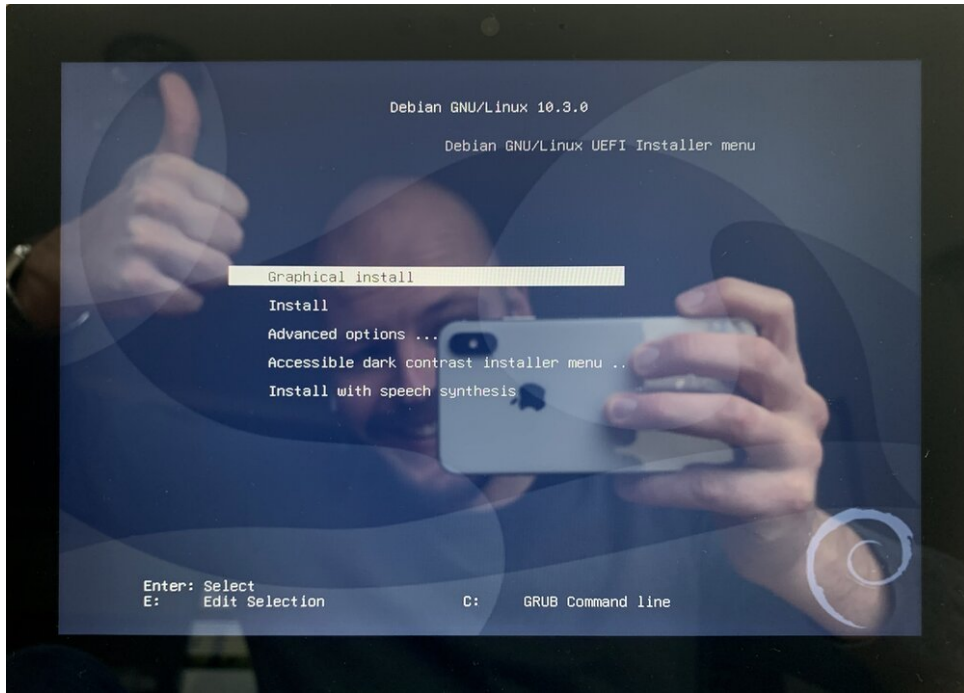 Debian GNU/Linux 10.3.0
Debian GNU/Linux UEFI Installer menu
Graphical install
Install
Advanced options ...
Accessible dark contrast installer menu ..
Install with speech synthesis
Enter: Select
E: Edit Selection C: GRUB Command line